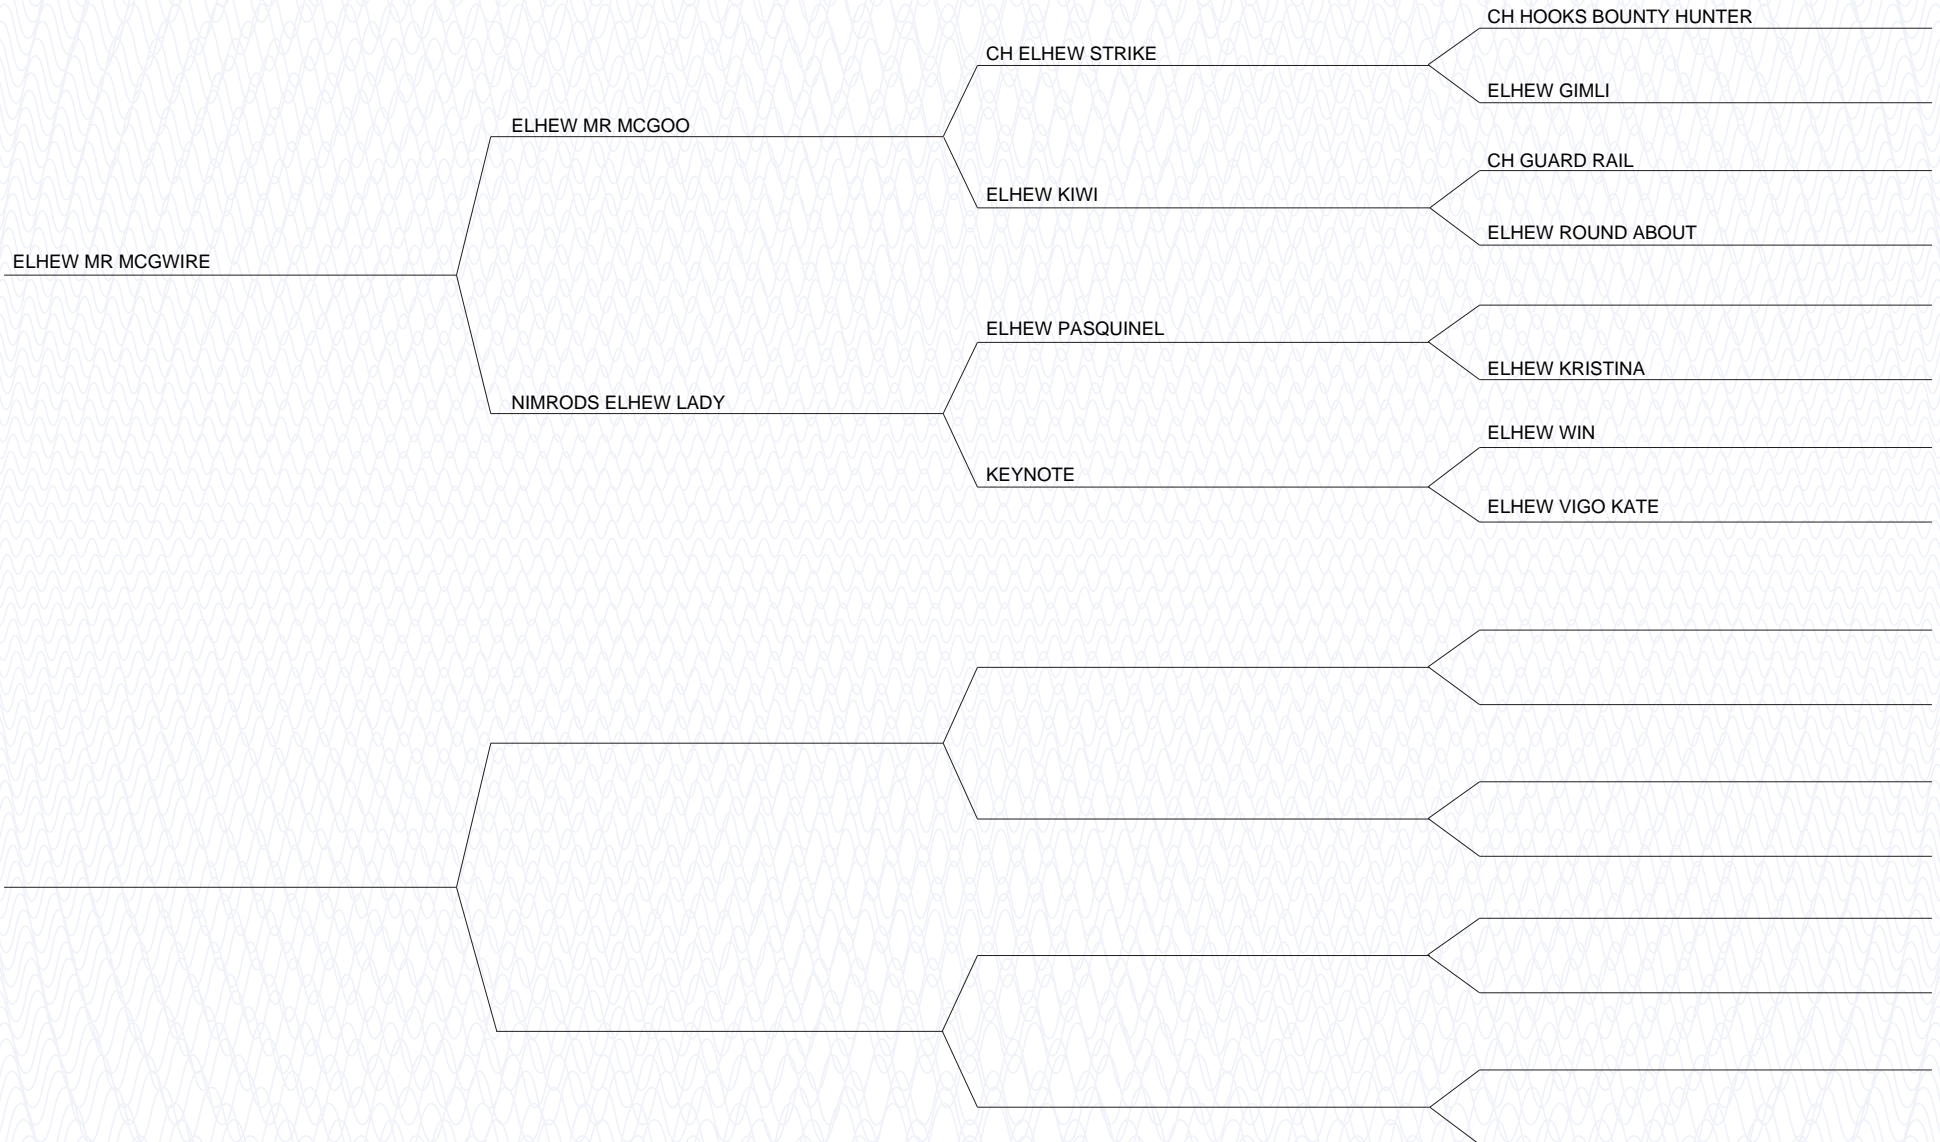 CH HOOKS BOUNTY HUNTER
CH ELHEW STRIKE
ELHEW GIMLI
ELHEW MR MCGOO
CH GUARD RAIL
ELHEW KIWI
ELHEW ROUND ABOUT
ELHEW MR MCGWIRE
ELHEW PASQUINEL
ELHEW KRISTINA
NIMRODS ELHEW LADY
ELHEW WIN
KEYNOTE
ELHEW VIGO KATE